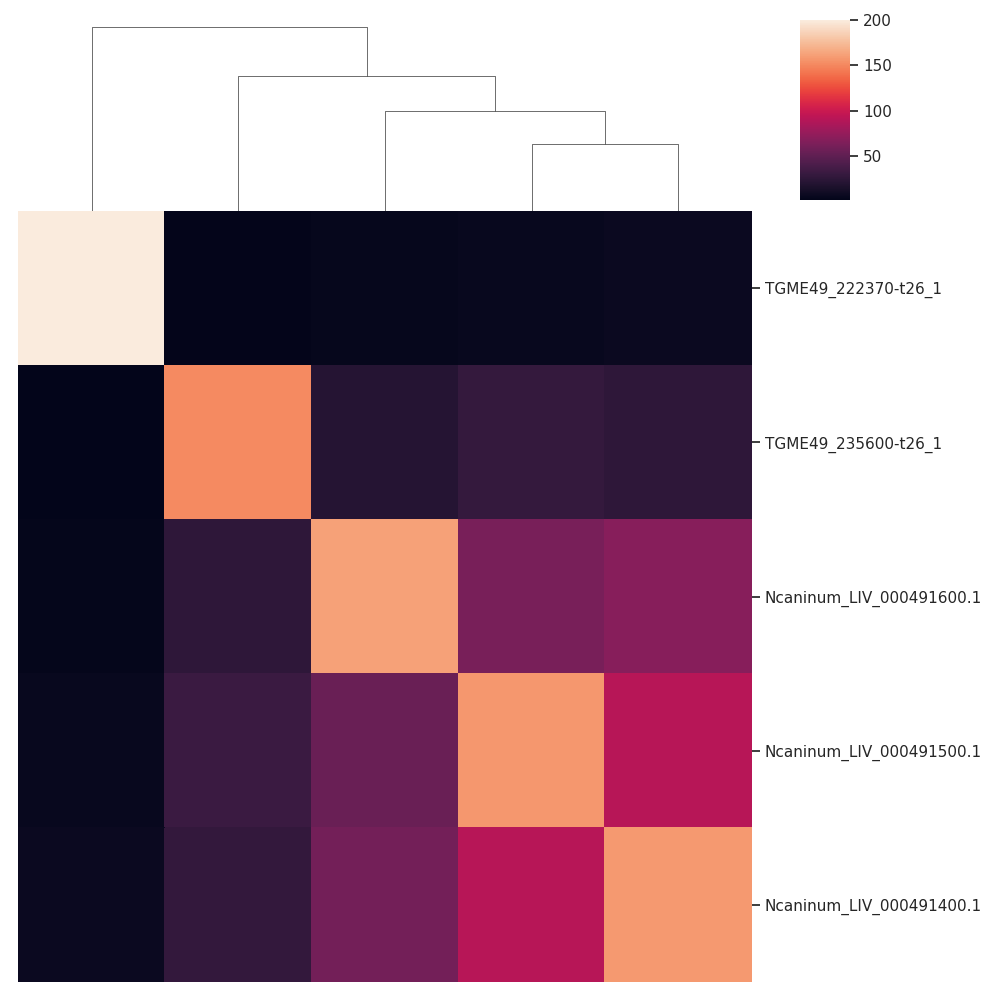 200
150
100
50
TGME49_222370-t26_1
TGME49_235600-t26_1
Ncaninum_LIV_000491600.1
Ncaninum_LIV_000491500.1
Ncaninum_LIV_000491400.1